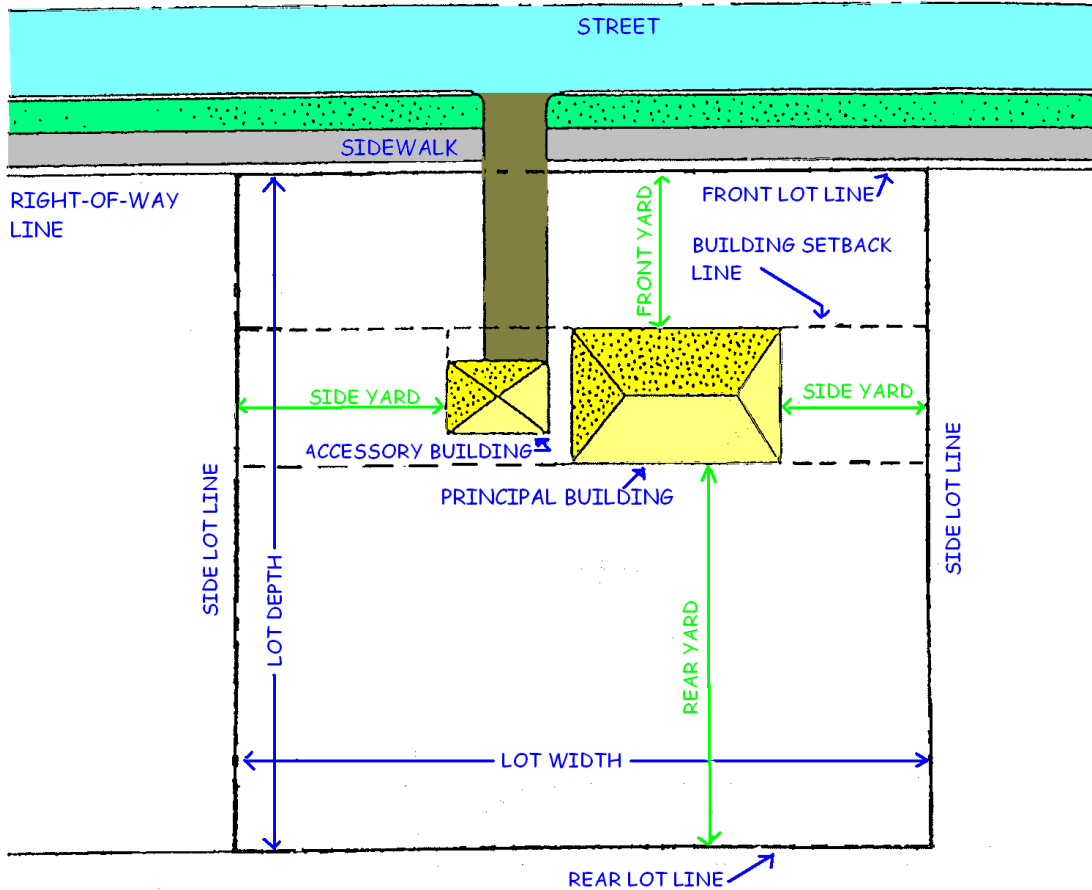 STREET
SIDEWALK
RIGHT-OF-WAY
LINE
FRONT LOT LINE
FRONT YARD
BUILDING SETBACK
LINE
SIDE YARD
SIDE YARD
ACCESSORY BUILDING
PRINCIPAL BUILDING
SIDE LOT LINE
LOT DEPTH
REAR YARD
SIDE LOT LINE
LOT WIDTH
REAR LOT LINE